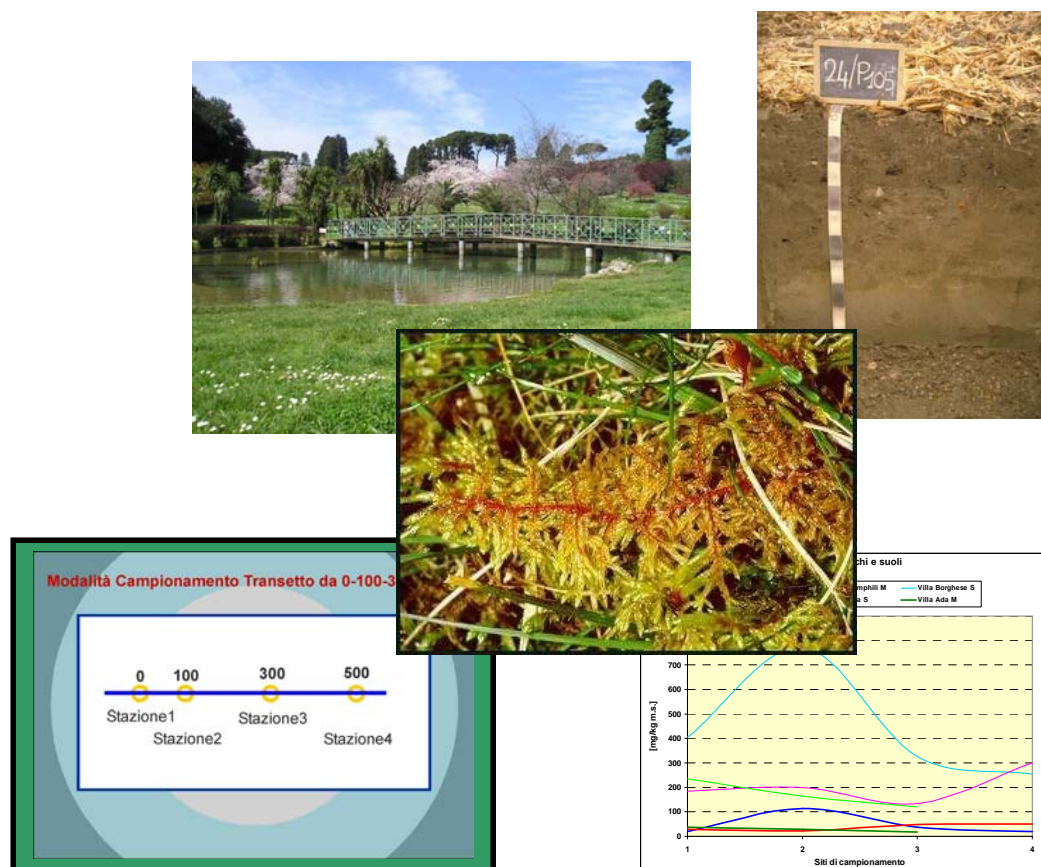 24/P105
Modalità Campionamento Transetto da 0-100-3
0 100 300 500
Stazione1
Stazione2
Stazione3
Stazione4
chi e suoli
mphili M Villa Borghese S
a S Villa Ada M
[mg/kg m.s.]
700
600
500
400
300
200
100
0
1 2 3 4
Siti di campionamento